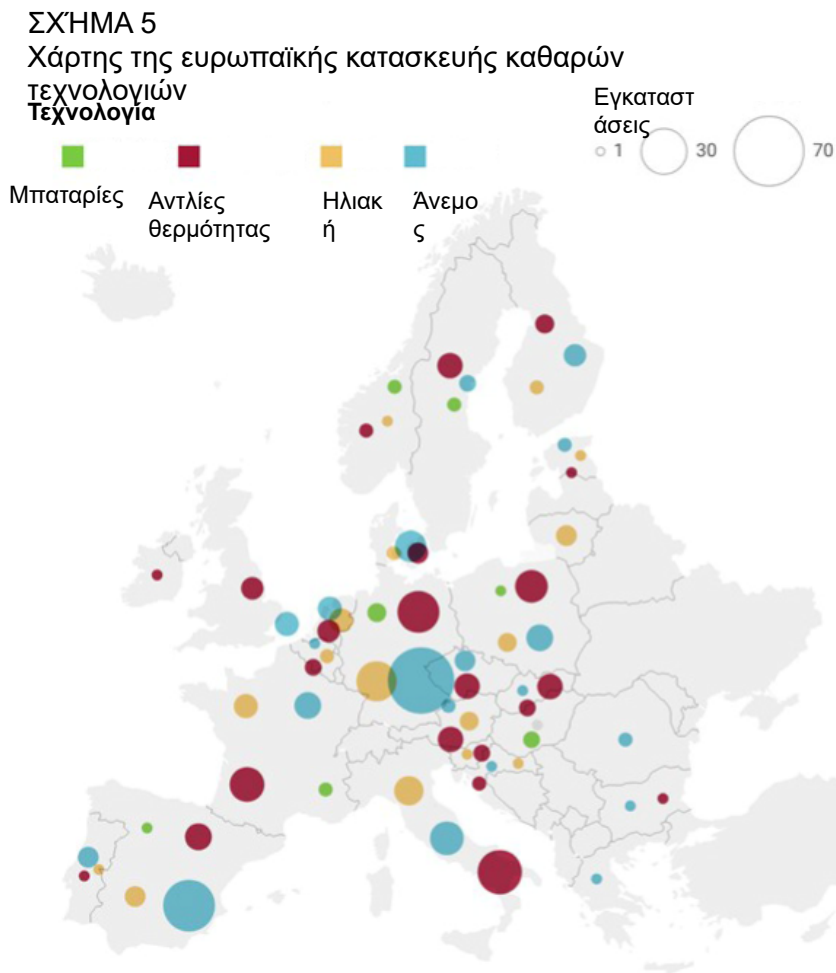 ΣΧΉΜΑ 5
Χάρτης της ευρωπαϊκής κατασκευής καθαρών
τεχνολογιών
Τεχνολογία
Εγκαταστ
άσεις
1
30
70
Μπαταρίες
Αντλίες
θερμότητας
Ηλιακ
ή
Άνεμο
ς